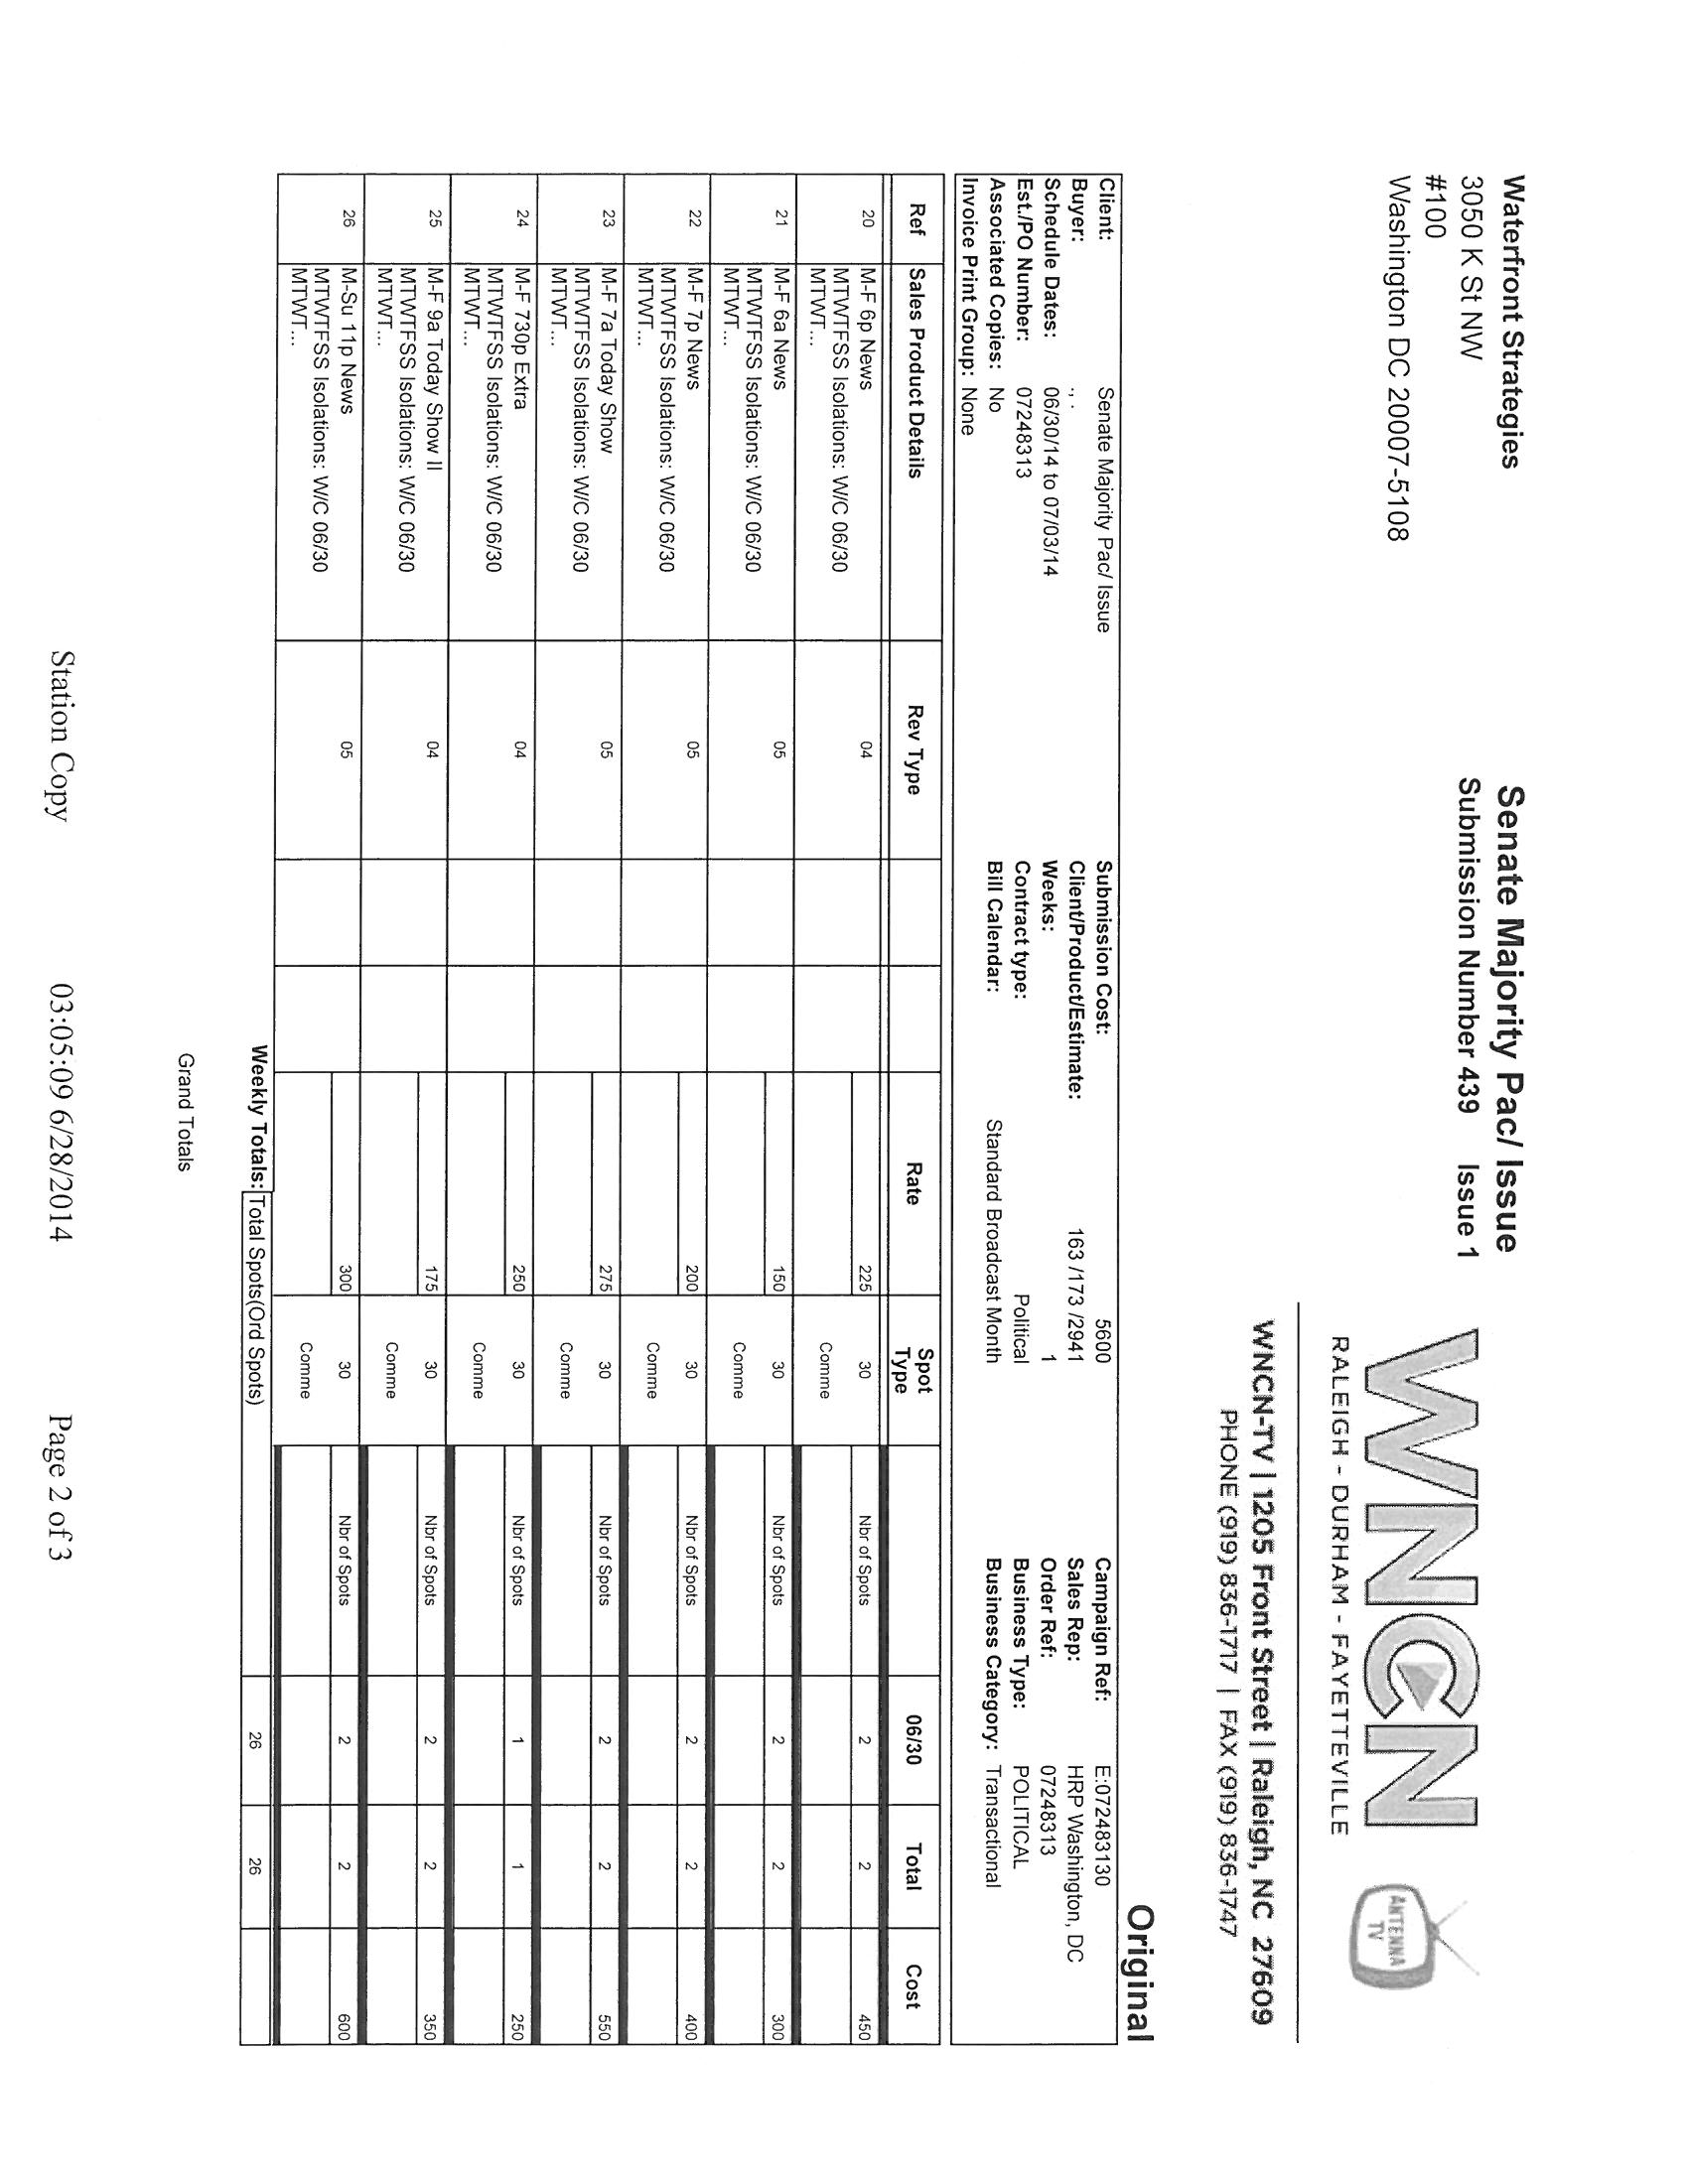 Waterfront Strategies
3050 K St NW
#100
Washington DC 20007-5108
Senate Majority Pac/ Issue
Submission Number 439 Issue 1
WNCN
RALEIGH - DURHAM - FAYETTEVILLE
ANTENNA
TV
WNCN-TV | 1205 Front Street | Raleigh, NC 27609
PHONE (919) 836-1717 | FAX (919) 836-1747
Original
Client: Senate Majority Pac/ Issue Submission Cost: 5600 Campaign Ref: E:072483130
Buyer: ., . Client/Product/Estimate: 163 /173 /2941 Sales Rep: HRP Washington, DC
Schedule Dates: 06/30/14 to 07/03/14 Weeks: 1 Order Ref: 07248313
Est./PO Number: 07248313 Contract type: Political Business Type: POLITICAL
Associated Copies: No Bill Calendar: Standard Broadcast Month Business Category: Transactional
Invoice Print Group: None
Ref Sales Product Details Rev Type Rate Spot Type 06/30 Total Cost
20 M-F 6p News 04 225 30 Nbr of Spots 2 2 450
MTWTFSS Isolations: W/C 06/30 Comme
MTWT...
21 M-F 6a News 05 150 30 Nbr of Spots 2 2 300
MTWTFSS Isolations: W/C 06/30 Comme
MTWT...
22 M-F 7p News 05 200 30 Nbr of Spots 2 2 400
MTWTFSS Isolations: W/C 06/30 Comme
MTWT...
23 M-F 7a Today Show 05 275 30 Nbr of Spots 2 2 550
MTWTFSS Isolations: W/C 06/30 Comme
MTWT...
24 M-F 730p Extra 04 250 30 Nbr of Spots 1 1 250
MTWTFSS Isolations: W/C 06/30 Comme
MTWT...
25 M-F 9a Today Show II 04 175 30 Nbr of Spots 2 2 350
MTWTFSS Isolations: W/C 06/30 Comme
MTWT...
26 M-Su 11p News 05 300 30 Nbr of Spots 2 2 600
MTWTFSS Isolations: W/C 06/30 Comme
MTWT...
Weekly Totals: Total Spots(Ord Spots) 26 26
Grand Totals
Station Copy 03:05:09 6/28/2014 Page 2 of 3